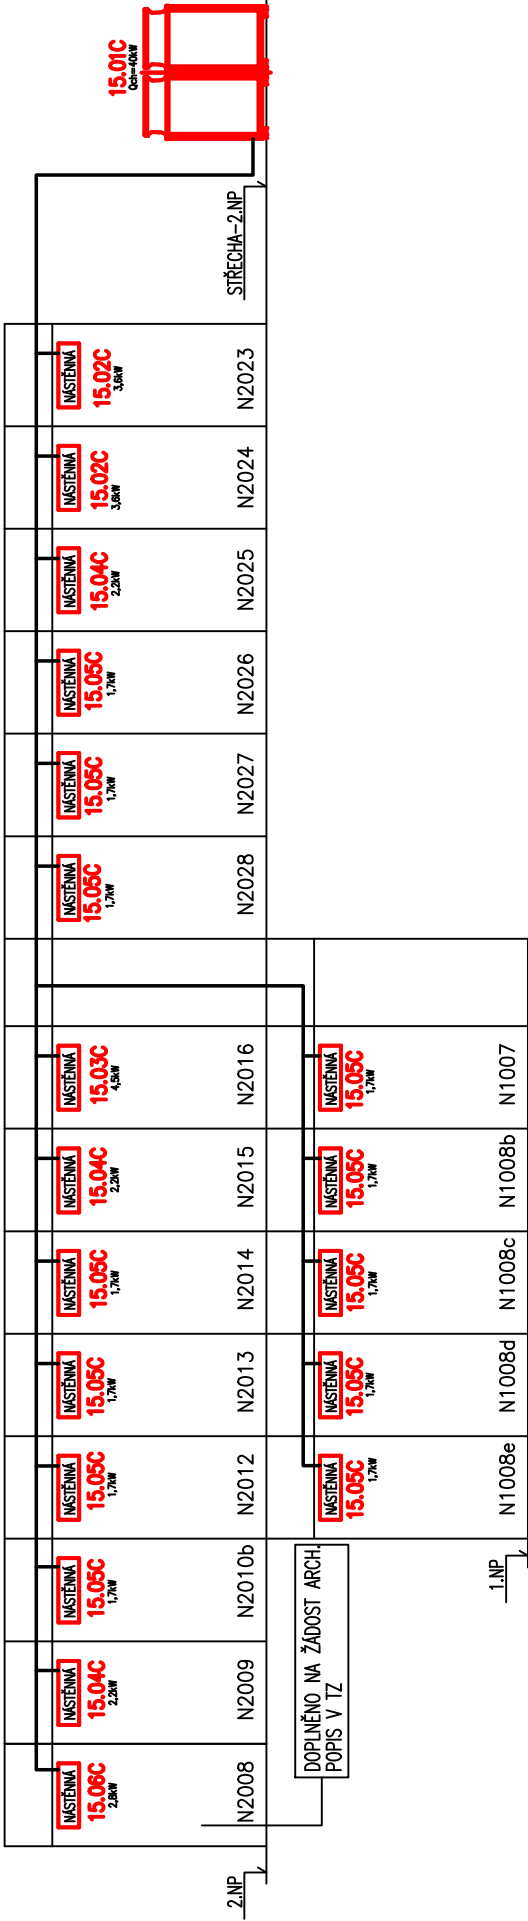 15.01C
Qch=40kW
STŘECHA-2.NP
NÁSTĚNNÁ
15.02C
3,6kW
N2023
NÁSTĚNNÁ
15.02C
3,6kW
N2024
NÁSTĚNNÁ
15.04C
2,2kW
N2025
NÁSTĚNNÁ
15.05C
1,7kW
N2026
NÁSTĚNNÁ
15.05C
1,7kW
N2027
NÁSTĚNNÁ
15.05C
1,7kW
N2028
NÁSTĚNNÁ
15.03C
4,5kW
N2016
NÁSTĚNNÁ
15.04C
2,2kW
N2015
NÁSTĚNNÁ
15.05C
1,7kW
N2014
NÁSTĚNNÁ
15.05C
1,7kW
N2013
NÁSTĚNNÁ
15.05C
1,7kW
N2012
NÁSTĚNNÁ
15.05C
1,7kW
N2010b
NÁSTĚNNÁ
15.04C
2,2kW
N2009
NÁSTĚNNÁ
15.06C
2,8kW
N2008
2.NP
NÁSTĚNNÁ
15.05C
1,7kW
N1007
NÁSTĚNNÁ
15.05C
1,7kW
N1008b
NÁSTĚNNÁ
15.05C
1,7kW
N1008c
NÁSTĚNNÁ
15.05C
1,7kW
N1008d
NÁSTĚNNÁ
15.05C
1,7kW
N1008e
1.NP
DOPLNĚNO NA ŽÁDOST ARCH.
POPIS V TZ